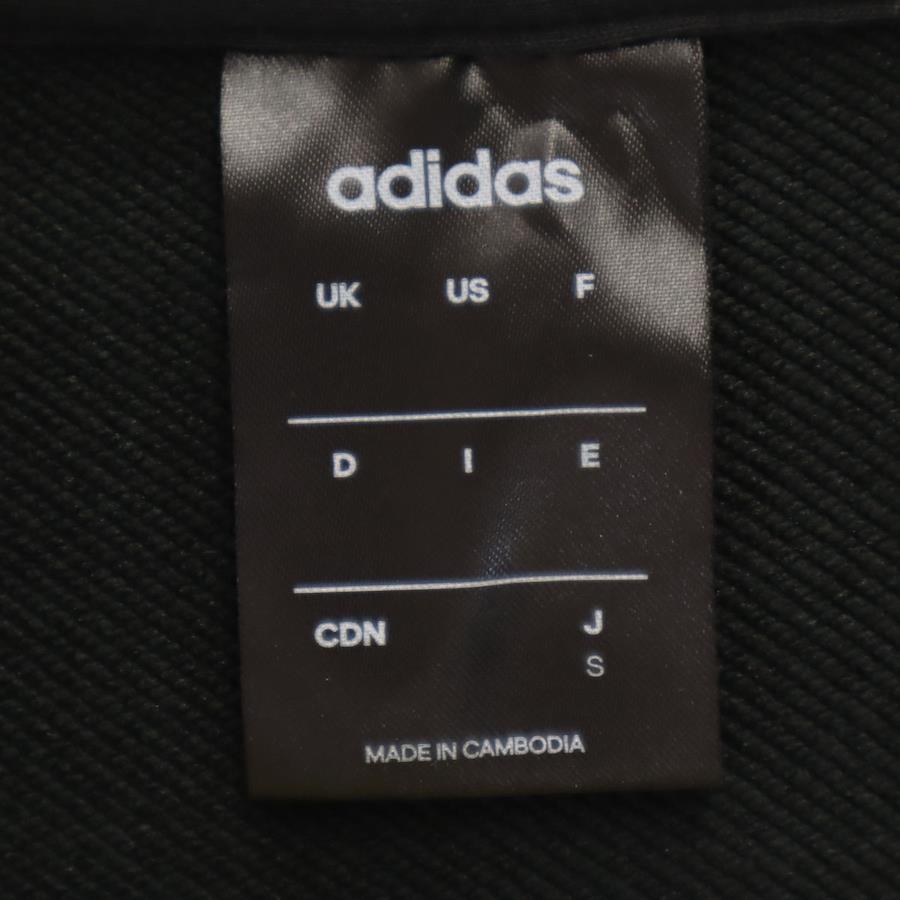 adidas
UK US F
D I E
CDN J
S
MADE IN CAMBODIA